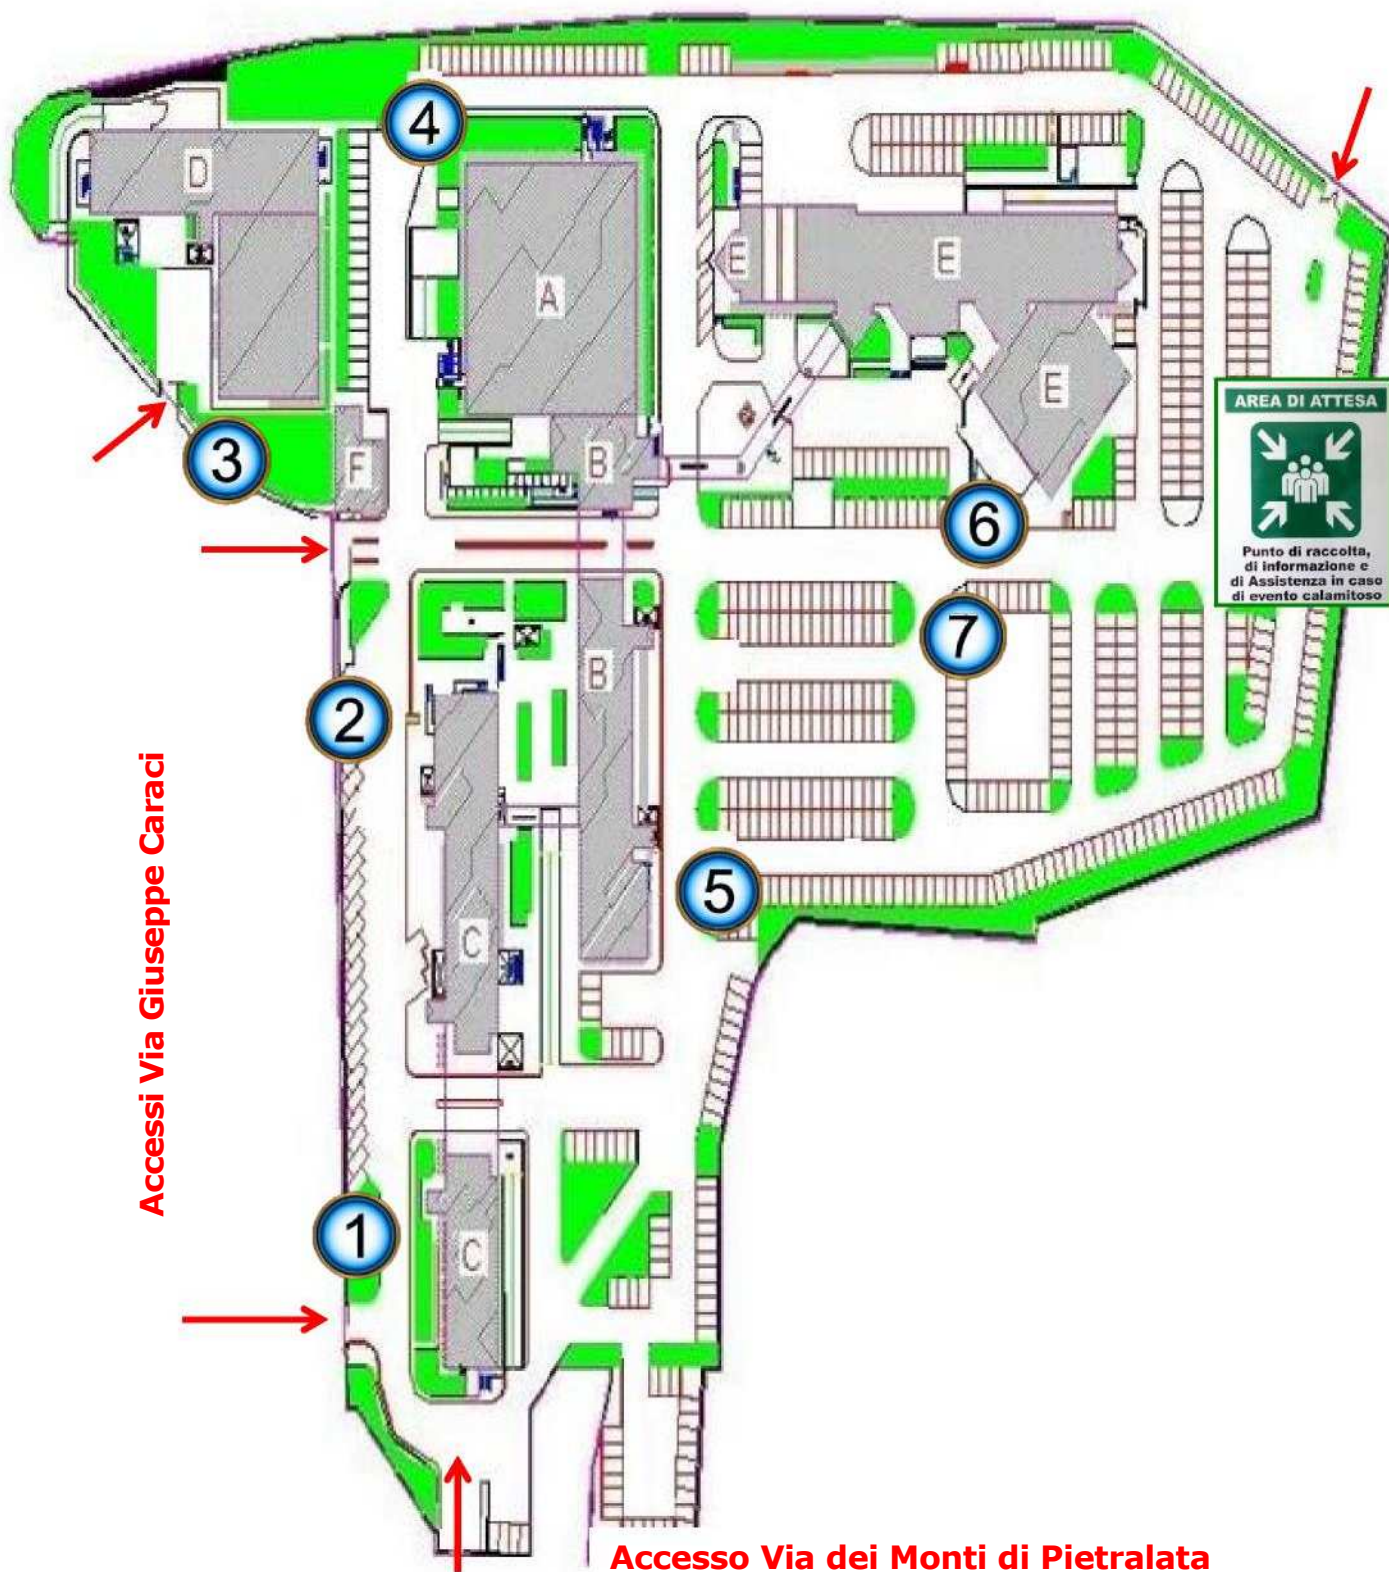 4
D
E
E
A
AREA DI ATTESA
Punto di raccolta,
di informazione e
di Assistenza in caso
di evento calamitoso
E
3
F
B
6
7
B
2
Accessi Via Giuseppe Caraci
5
C
1
C
Accesso Via dei Monti di Pietralata